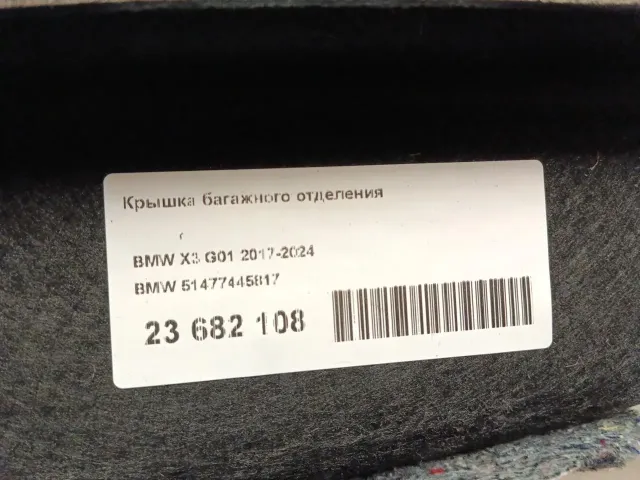 Крышка багажного отделения
BMW X3 G01 2017-2024
BMW 51477445817
23 682 108